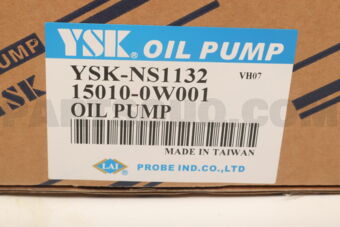 YSK® OIL PUMP
YSK-NS1132 VH07
15010-0W001
OIL PUMP
MADE IN TAIWAN
LAI PROBE IND.CO.,LTD